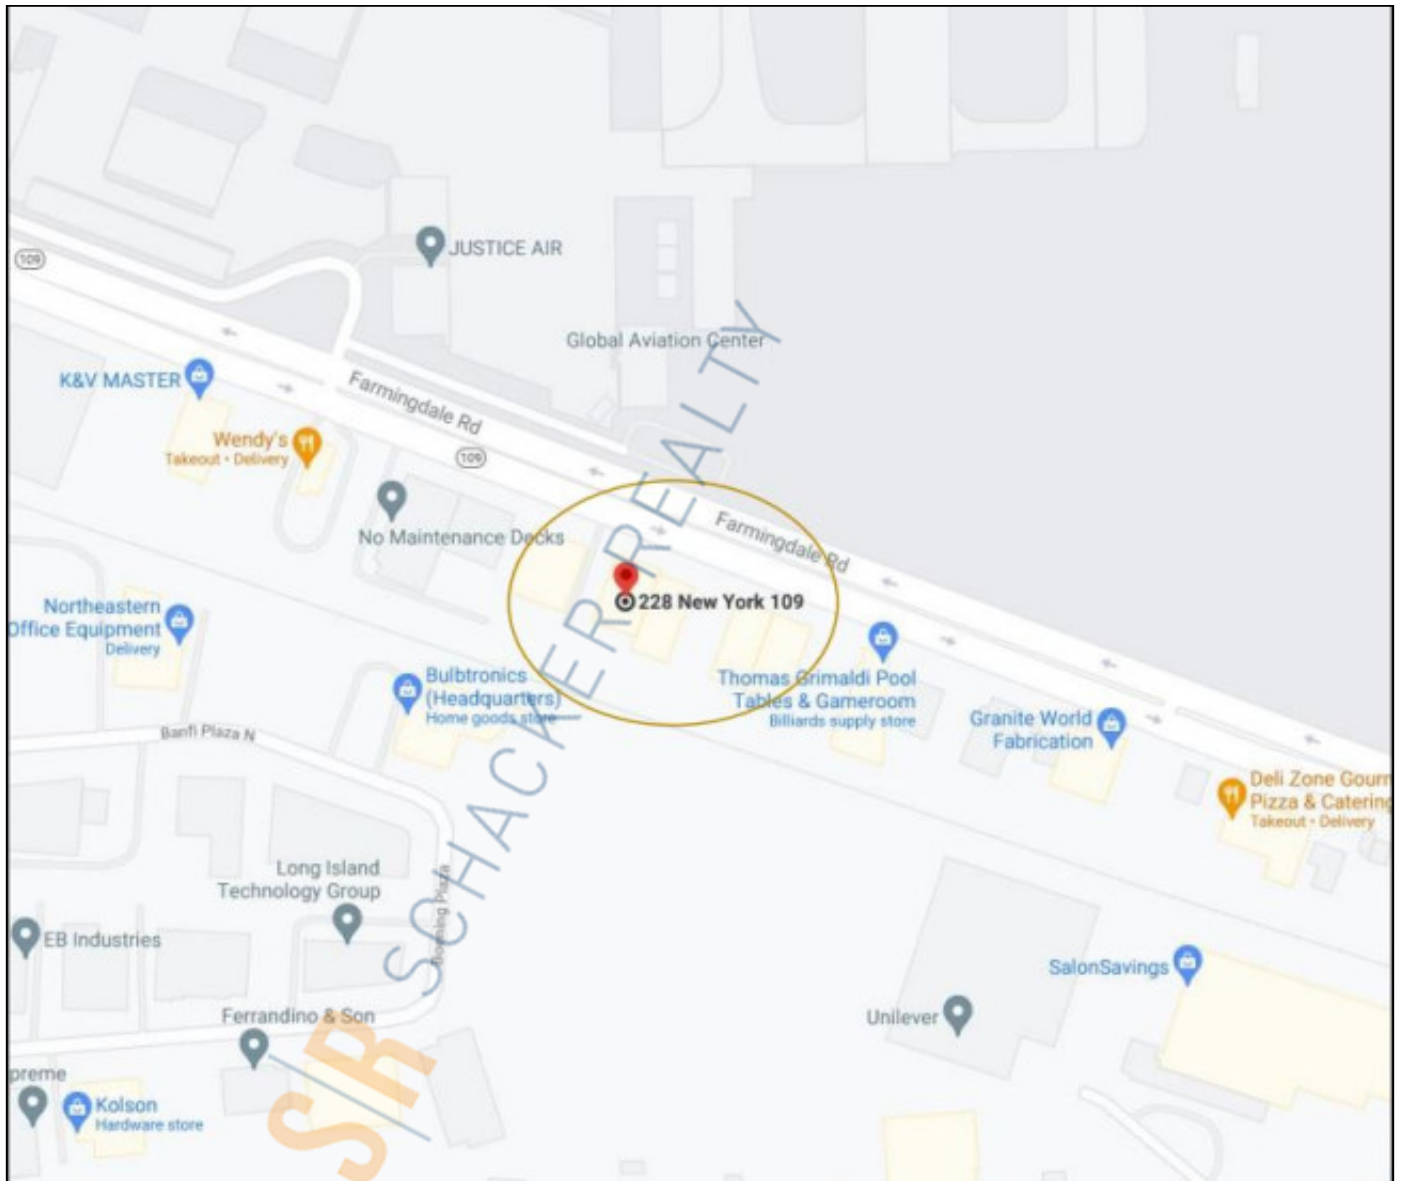 109
JUSTICE AIR
Global Aviation Center
K&V MASTER
Farmingdale Rd
Wendy's
Takeout • Delivery
109
No Maintenance Decks
Farmingdale Rd
228 New York 109
Northeastern
Office Equipment
Delivery
Bulbtronics
(Headquarters)
Home goods store
Thomas Grimaldi Pool
Tables & Gameroom
Billiards supply store
Granite World
Fabrication
Banfi Plaza N
Deli Zone Gourm
Pizza & Catering
Takeout • Delivery
Long Island
Technology Group
EB Industries
SalonSavings
Unilever
Ferrandino & Son
preme
Kolson
Hardware store
SCHACKER REALTY
S/R